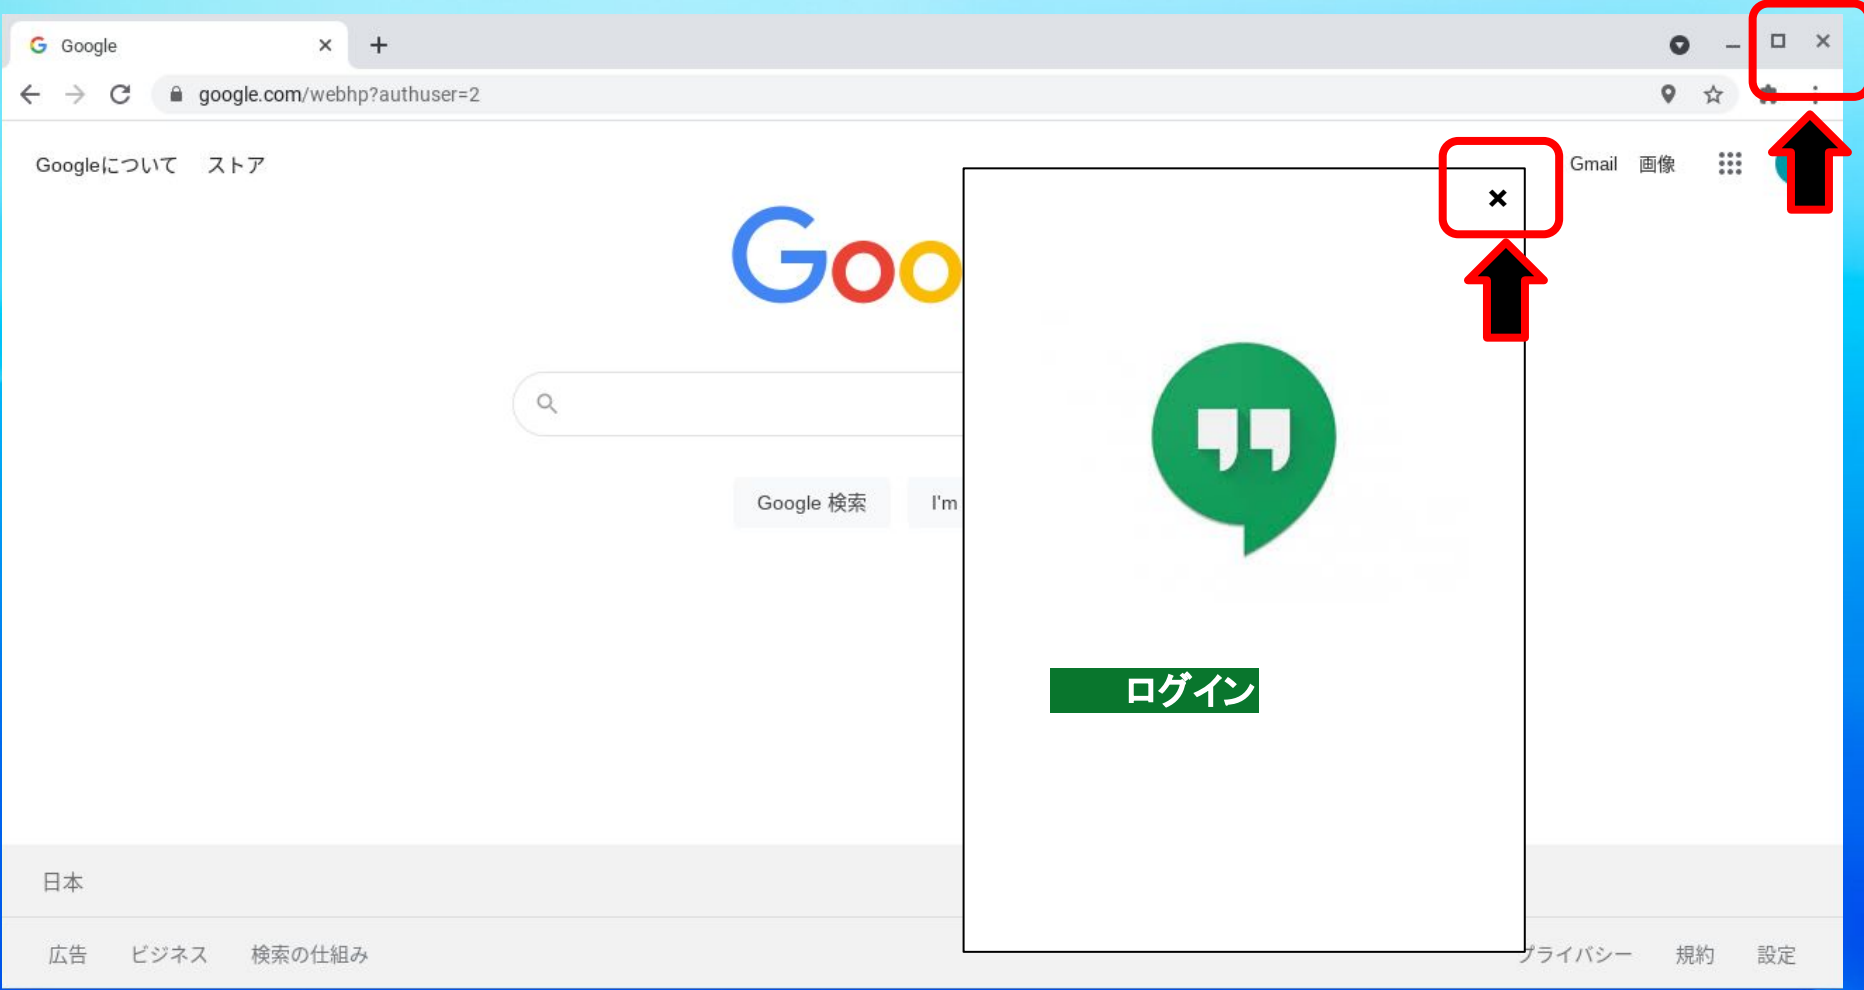 Google
google.com/webhp?authuser=2
Googleについて ストア
Gmail 画像
Goo
Google 検索 I'm
ログイン
日本
広告 ビジネス 検索の仕組み
プライバシー 規約 設定